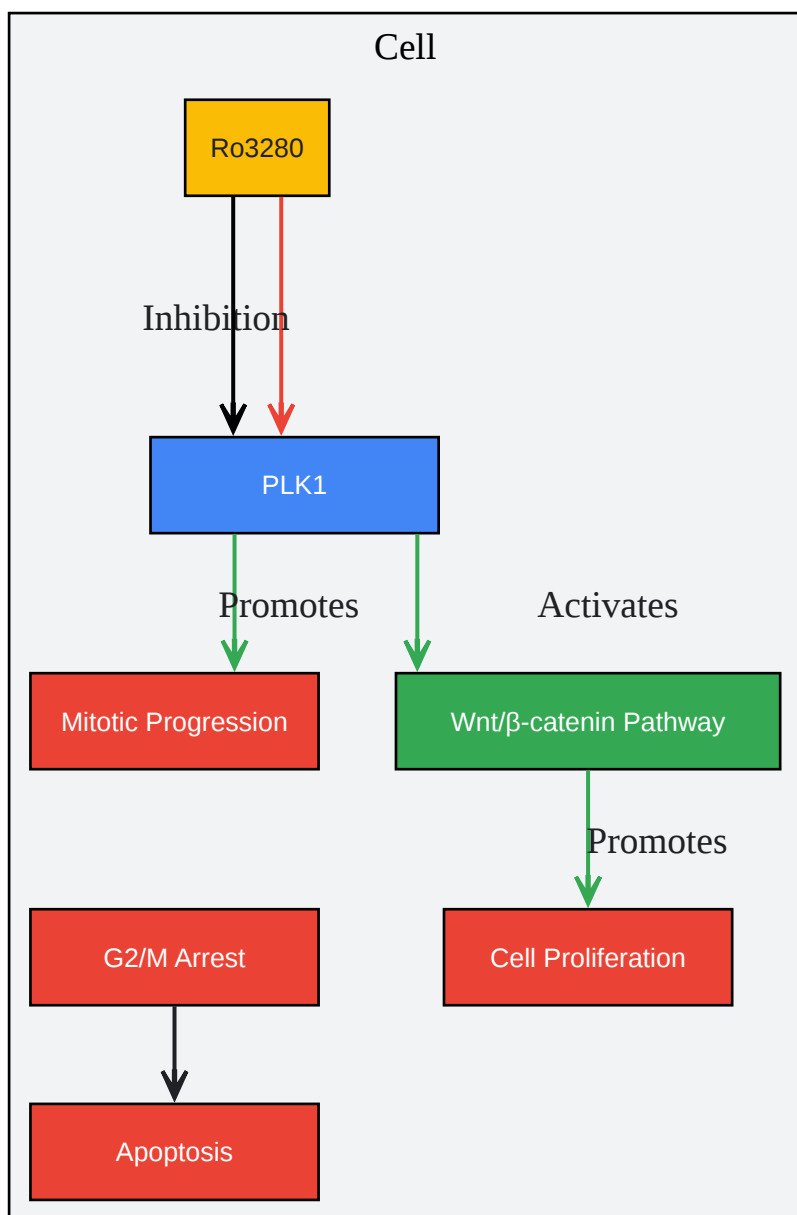 Cell
Ro3280
Inhibition
PLK1
Promotes
Activates
Mitotic Progression
Wnt/β-catenin Pathway
Promotes
G2/M Arrest
Cell Proliferation
Apoptosis